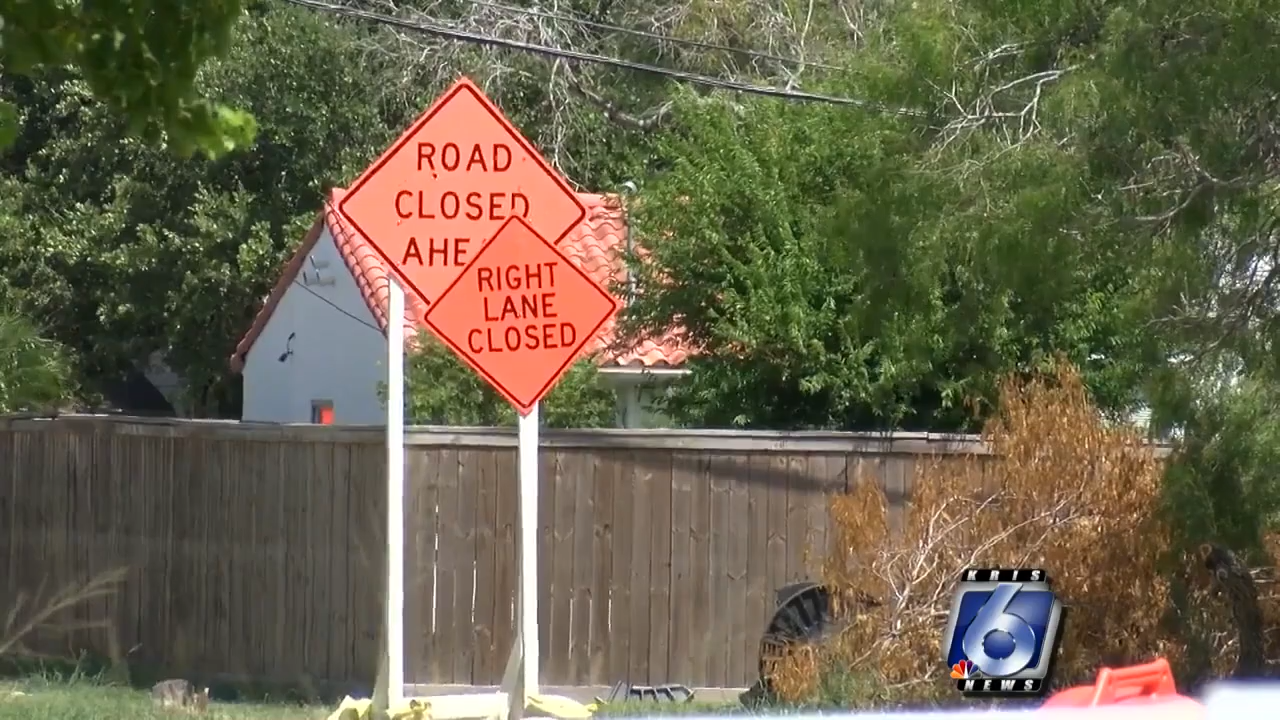 ROAD
CLOSED
AHE
RIGHT
LANE
CLOSED
KRIS
6
NEWS